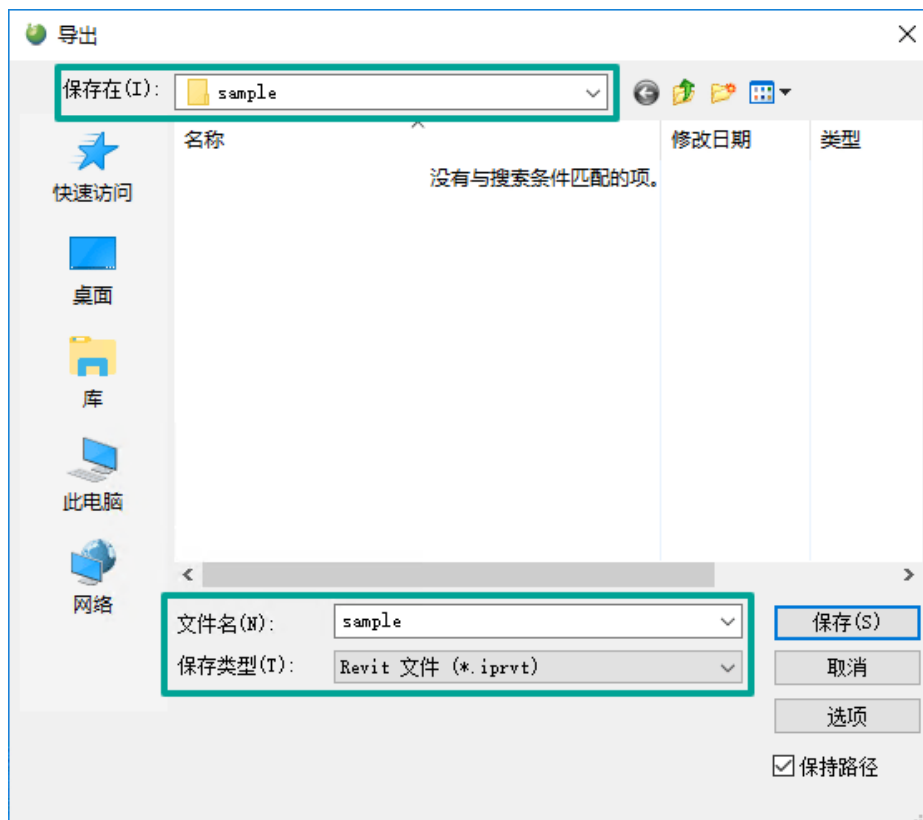 导出
保存在(I): sample
名称 修改日期 类型
没有与搜索条件匹配的项。
快速访问
桌面
库
此电脑
网络
文件名(N): sample 保存(S)
保存类型(T): Revit 文件 (*.iprvt) 取消
选项
保持路径